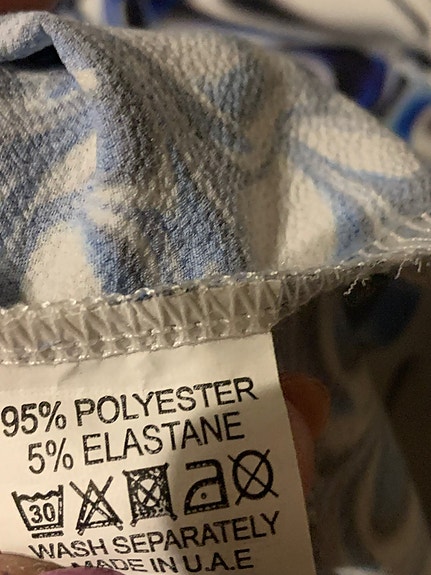 95% POLYESTER
5% ELASTANE
30
WASH SEPARATELY
MADE IN U.A.E